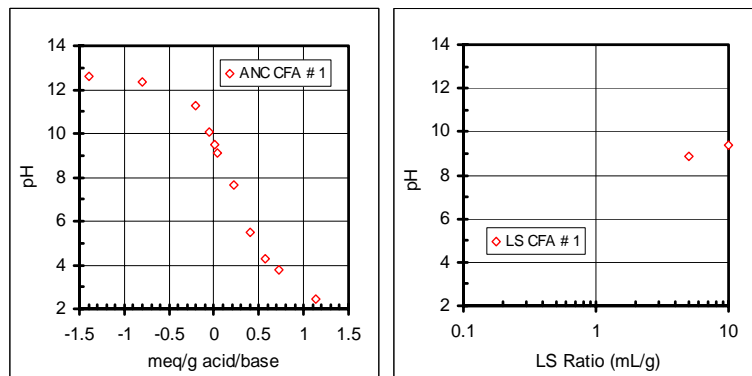 14
12
10
8
6
4
2
pH
ANC CFA # 1
-1.5 -1 -0.5 0 0.5 1 1.5
meq/g acid/base
14
12
10
8
6
4
2
pH
LS CFA # 1
0.1 1 10
LS Ratio (mL/g)